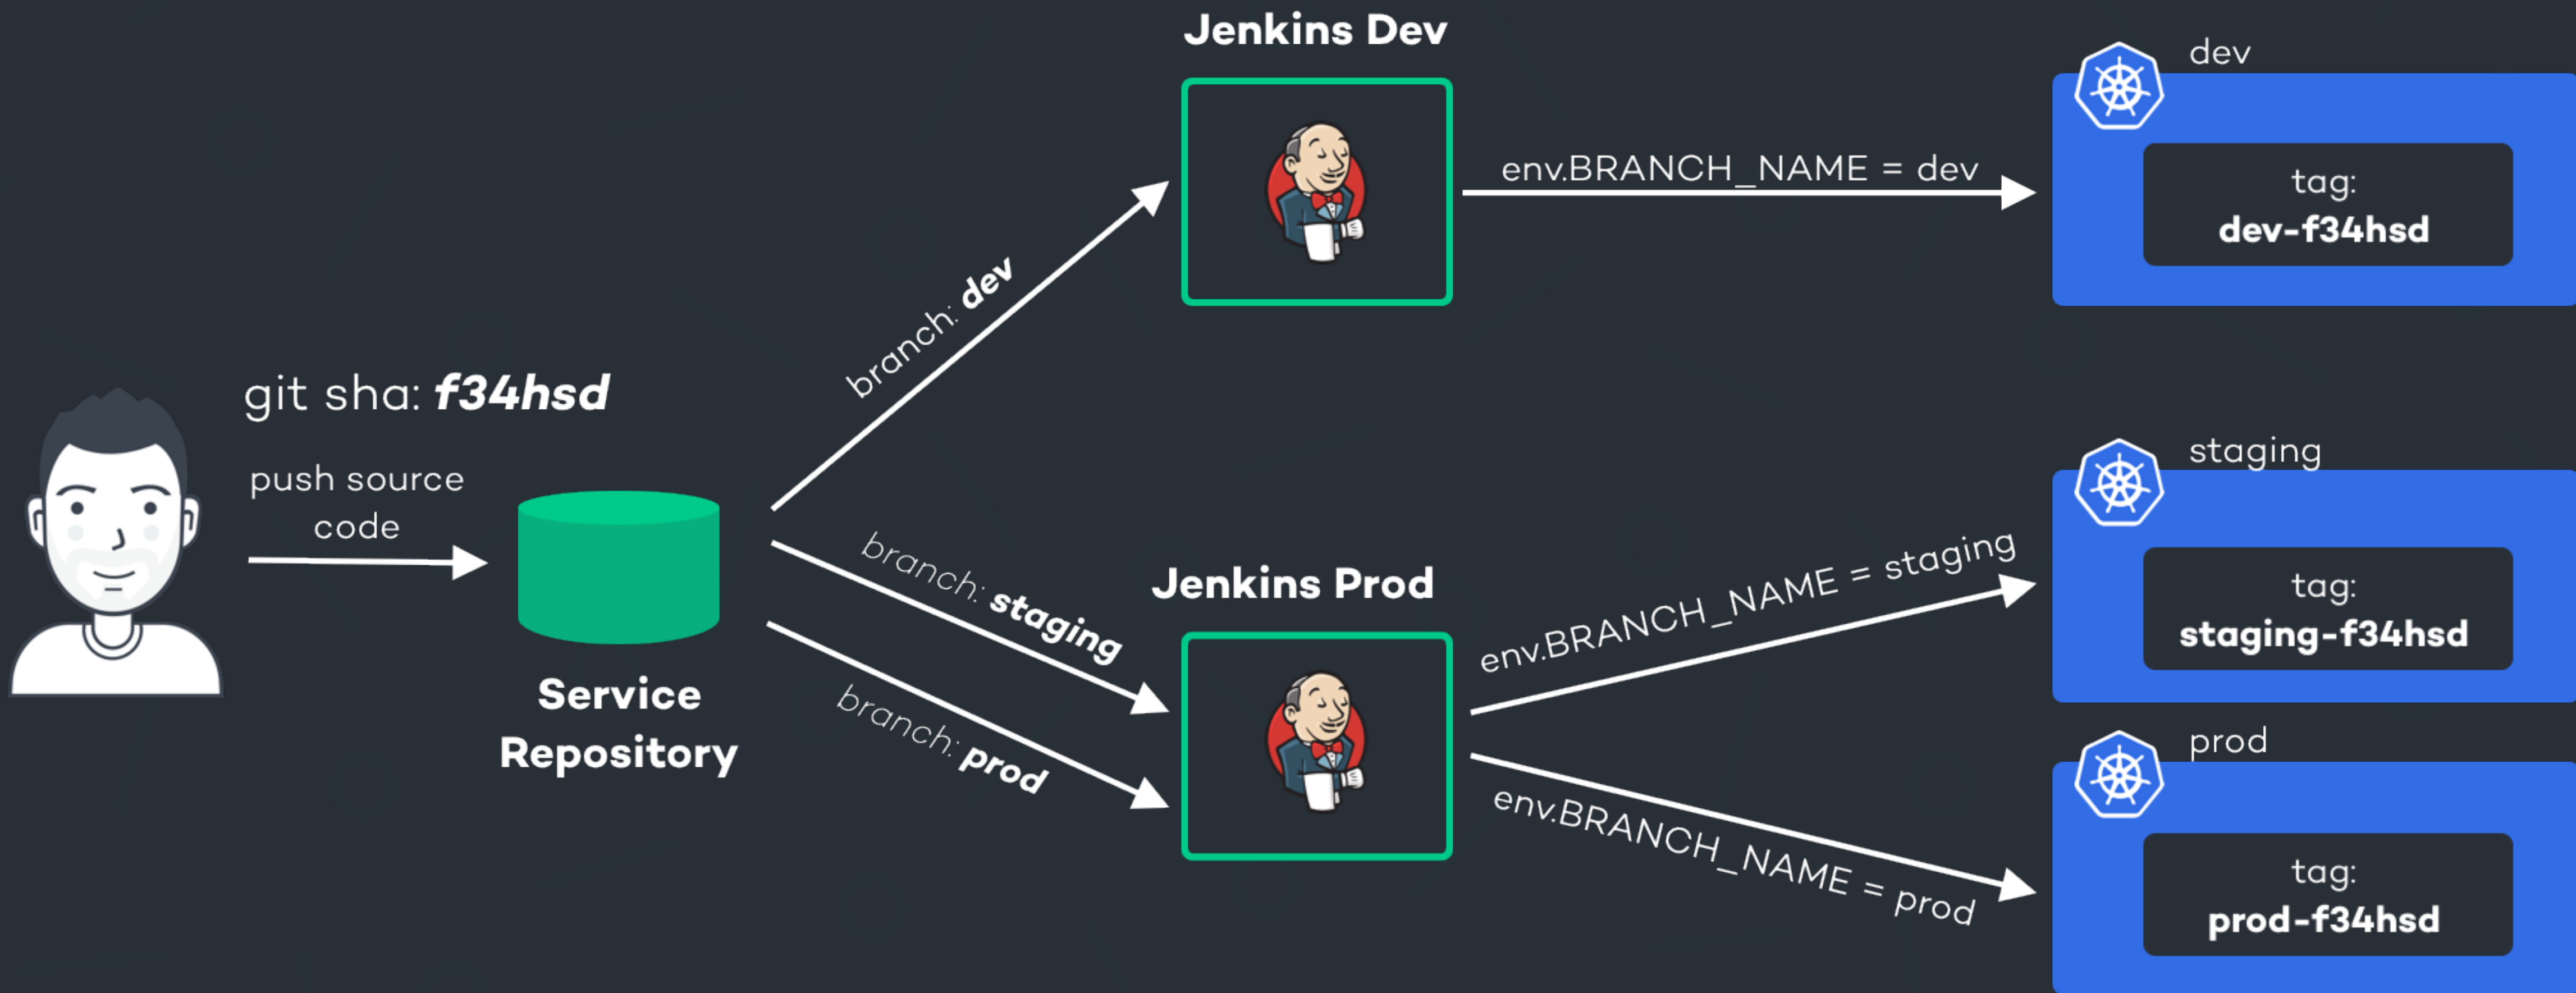 Jenkins Dev
dev
env.BRANCH_NAME = dev
tag:
dev-f34hsd
branch: dev
git sha: f34hsd
push source
code
Service
Repository
branch: staging
branch: prod
Jenkins Prod
env.BRANCH_NAME = staging
env.BRANCH_NAME = prod
staging
tag:
staging-f34hsd
prod
tag:
prod-f34hsd